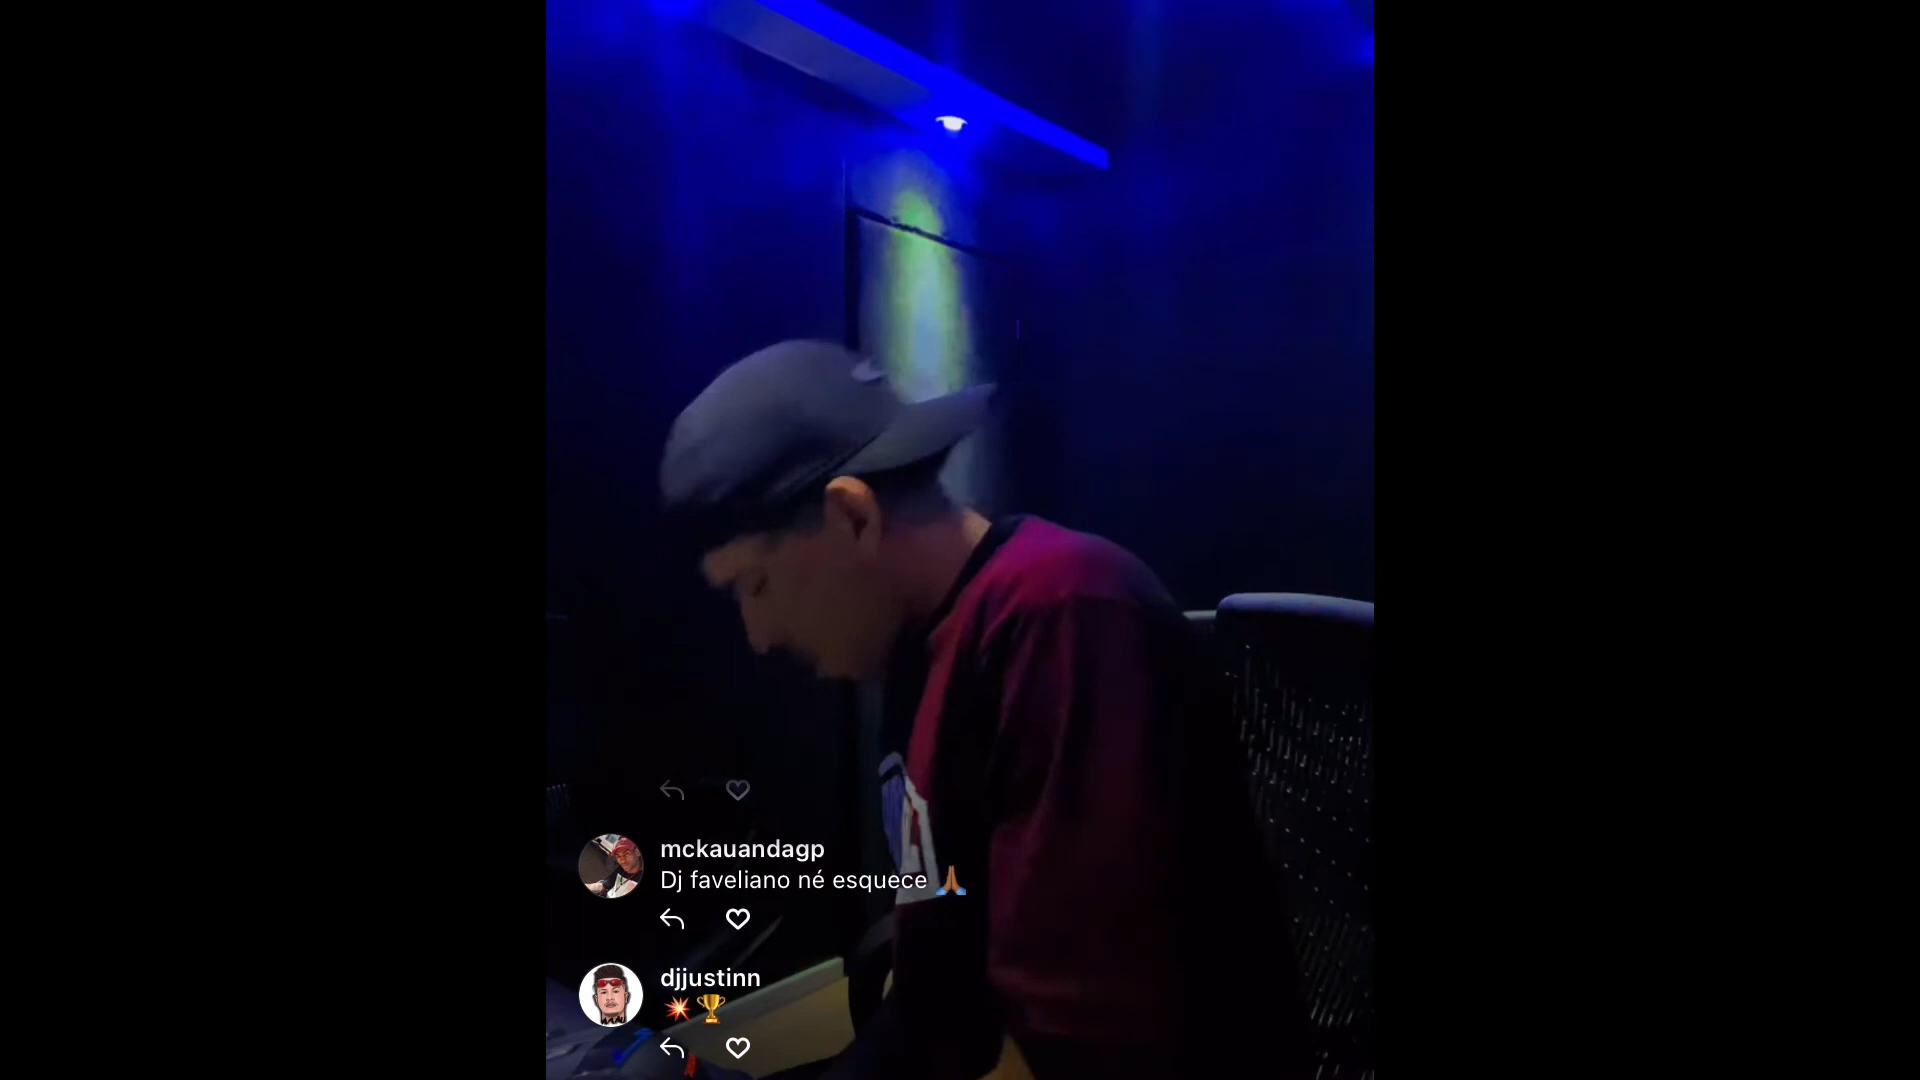 mckauandagp
Dj faveliano né esquece 🙏🏽
djjustinn
💥🏆